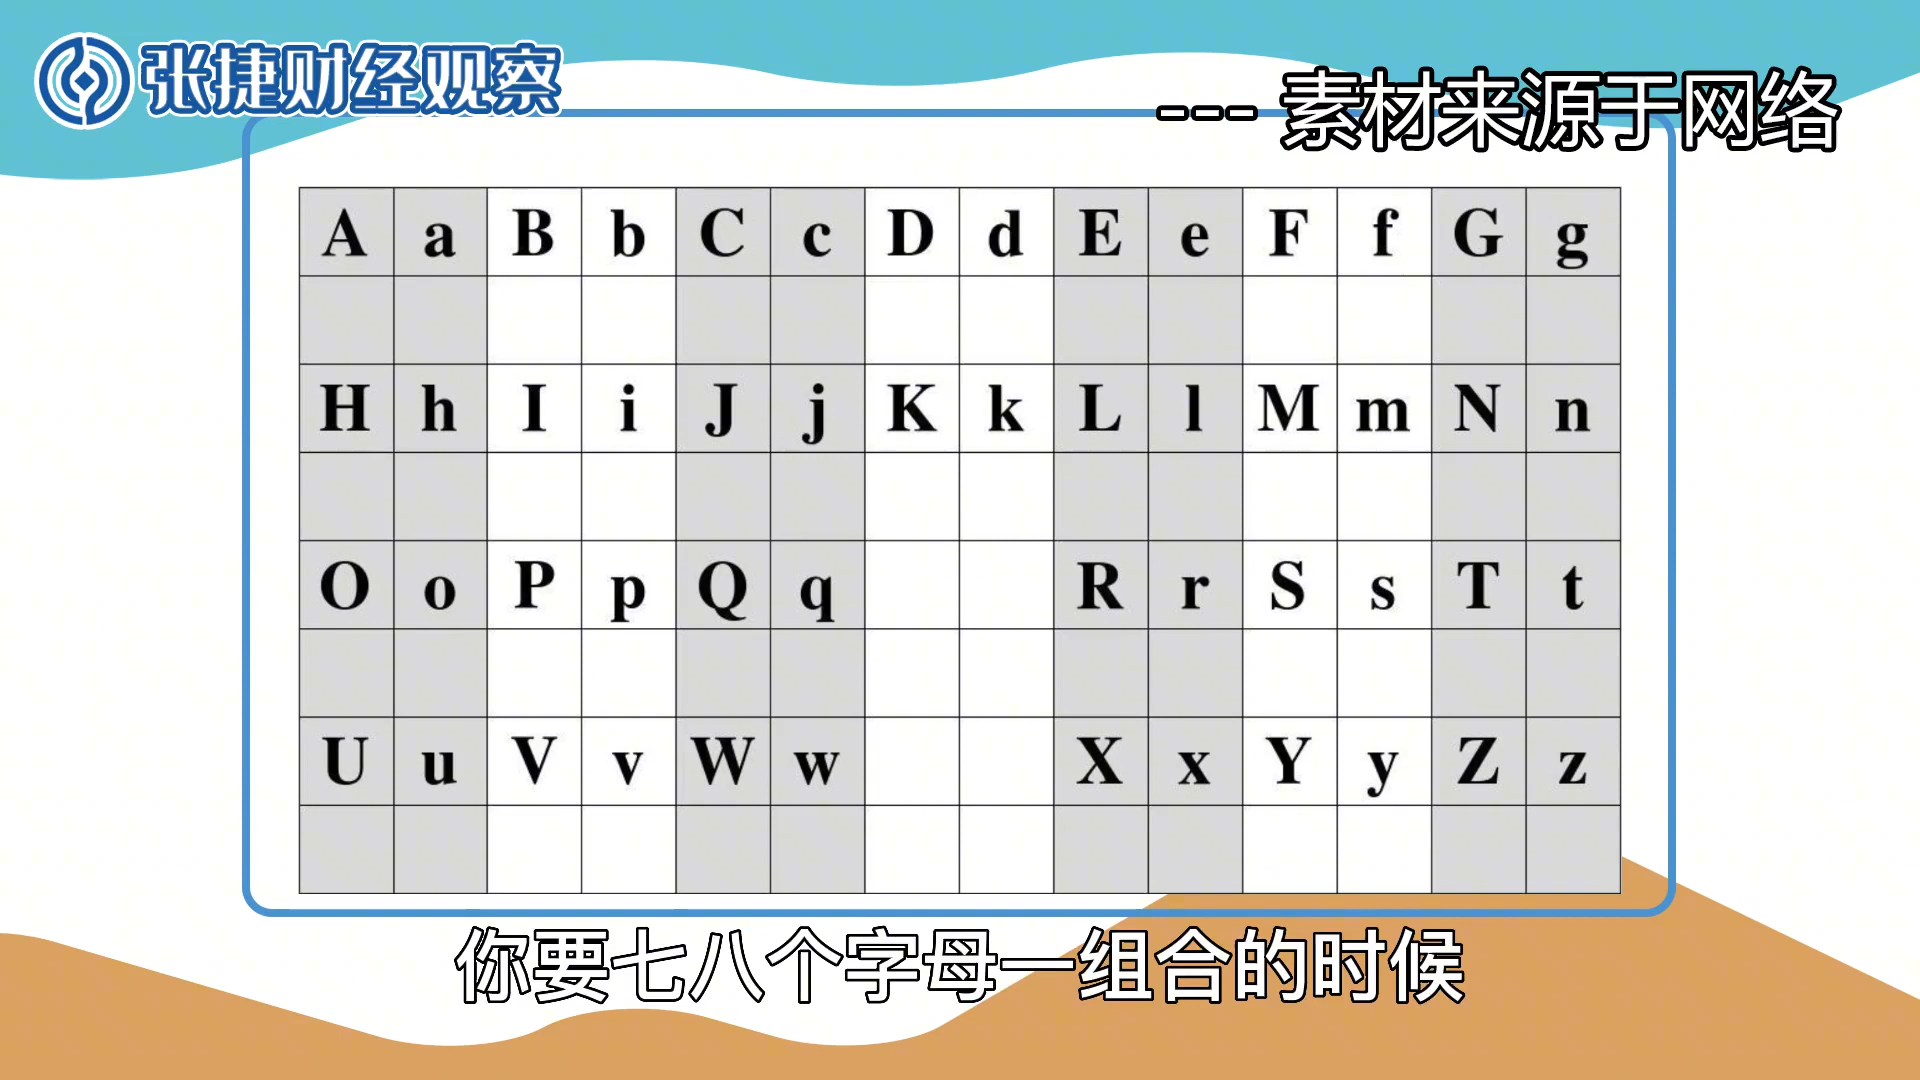 张捷财经观察
--- 素材来源于网络
A a B b C c D d E e F f G g
H h I i J j K k L l M m N n
O o P p Q q R r S s T t
U u V v W w X x Y y Z z
你要七八个字母一组合的时候